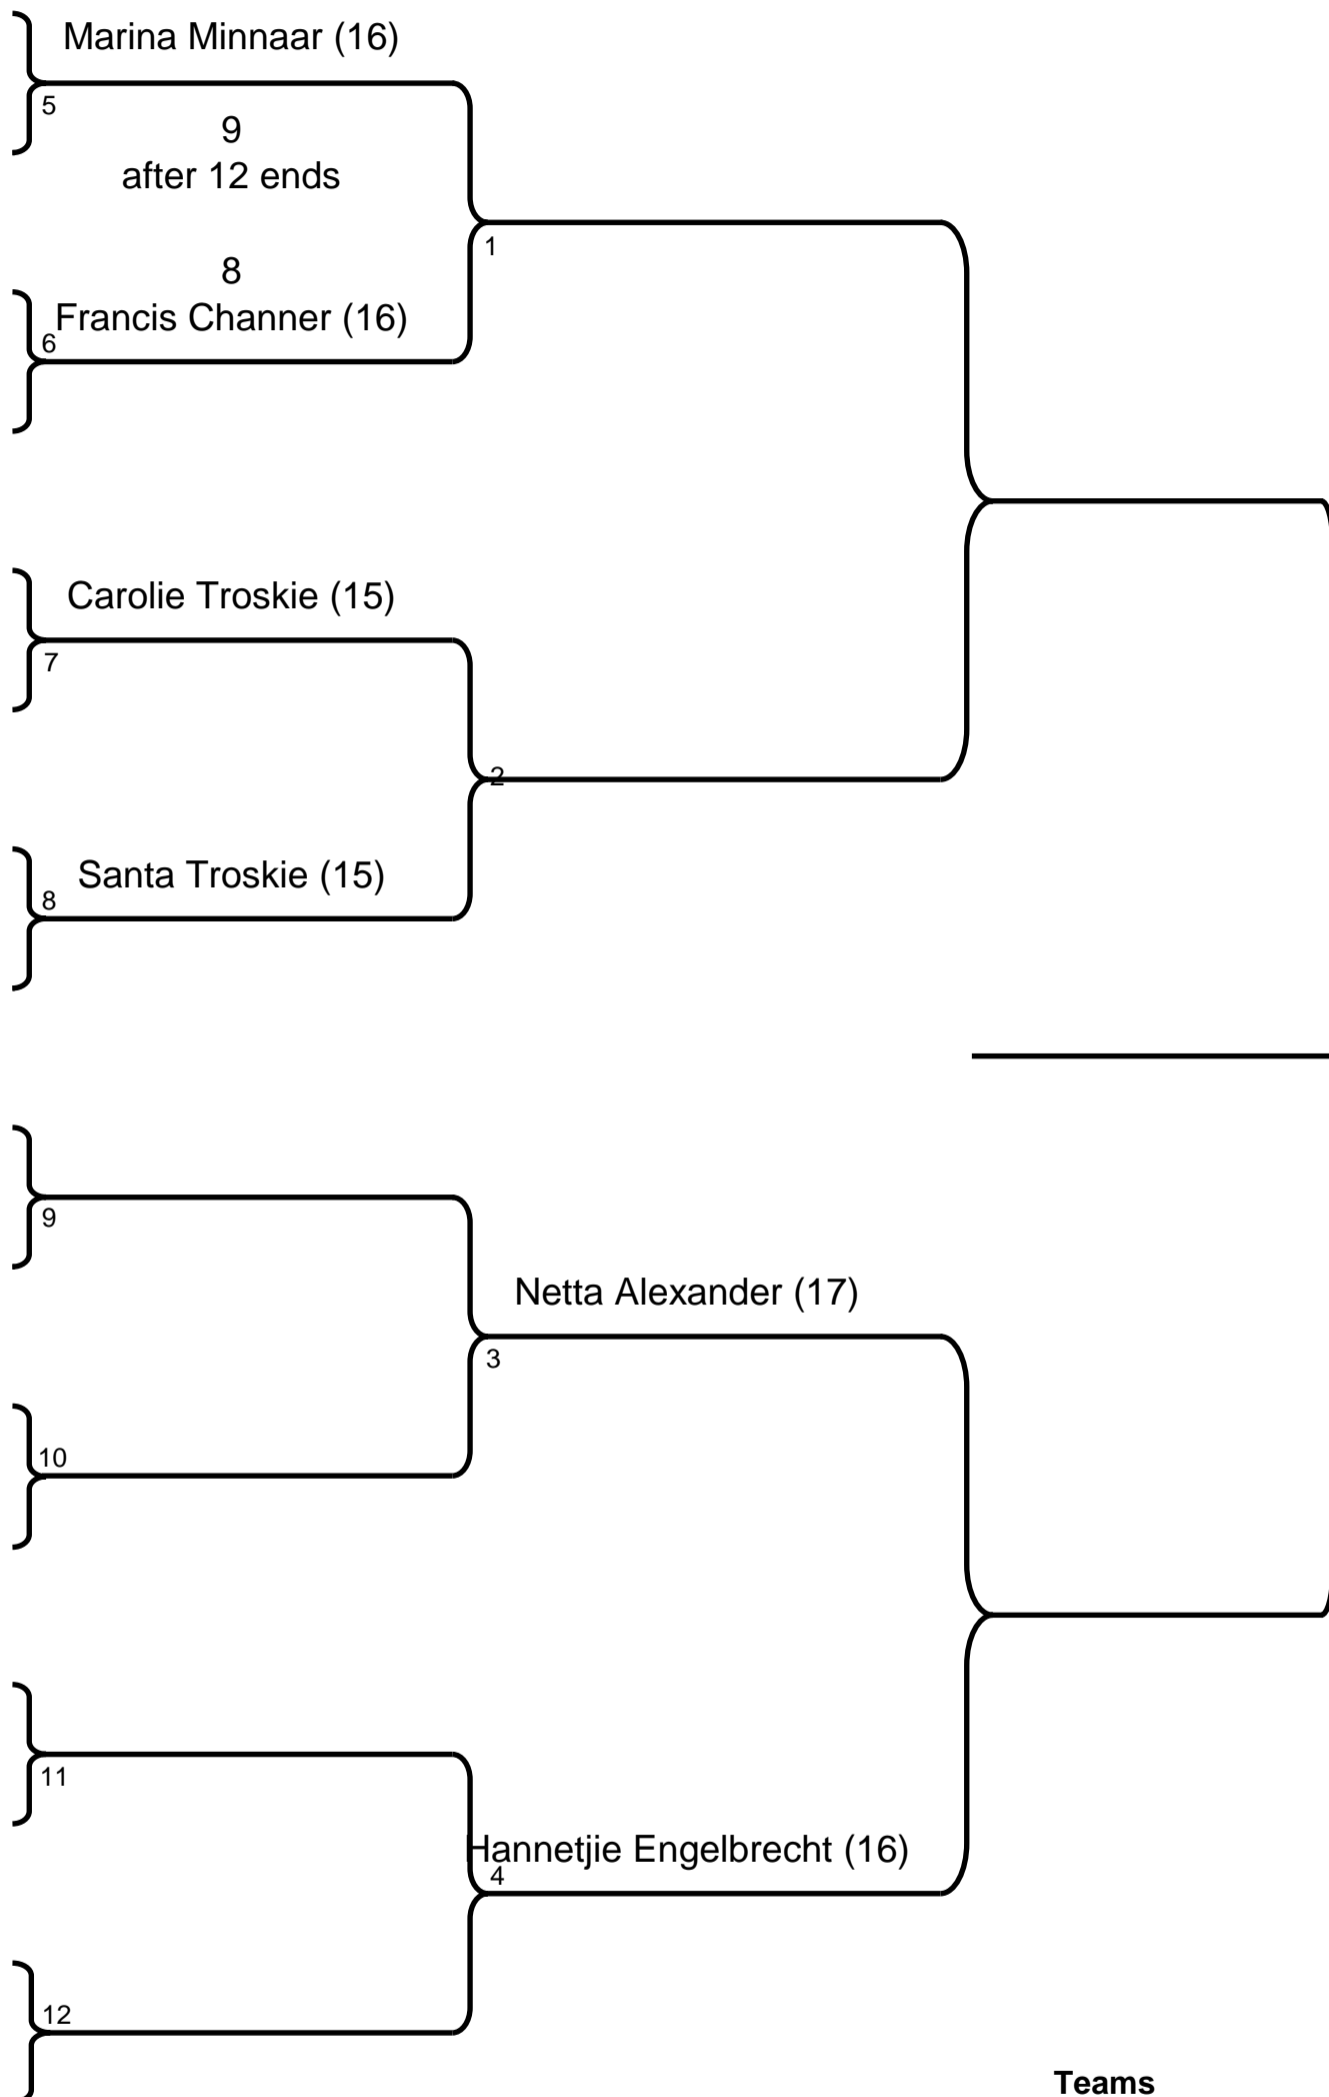 Marina Minnaar (16)
5
9
after 12 ends
1
8
Francis Channer (16)
6
Carolie Troskie (15)
7
2
Santa Troskie (15)
8
9
Netta Alexander (17)
3
10
11
Hannetjie Engelbrecht (16)
4
12
Teams